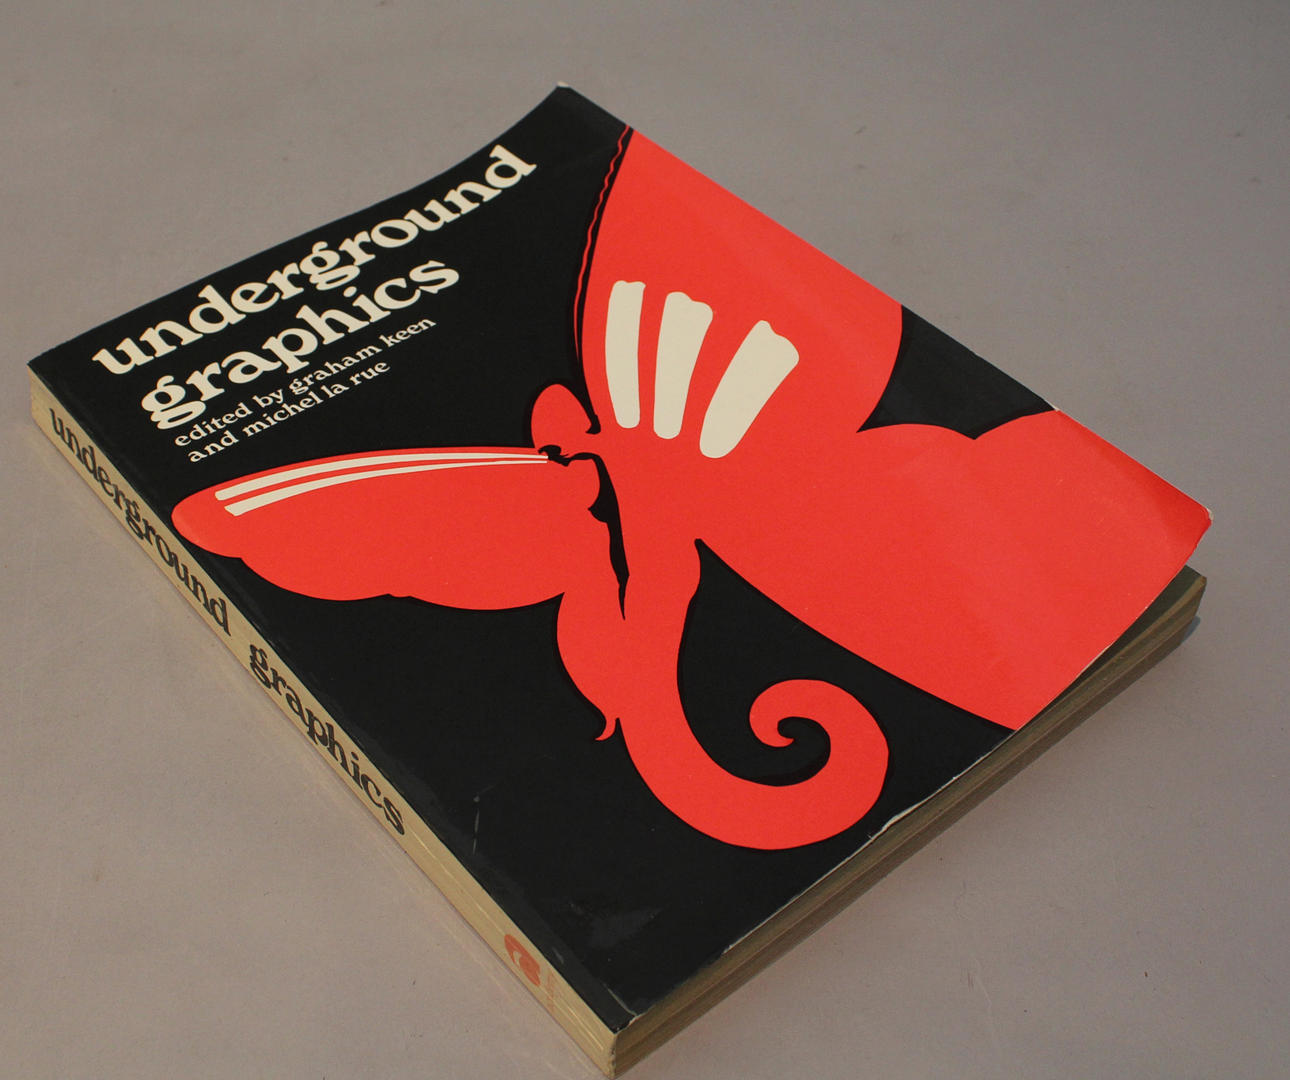 underground
graphics
edited by graham keen
and michel la rue
underground graphics